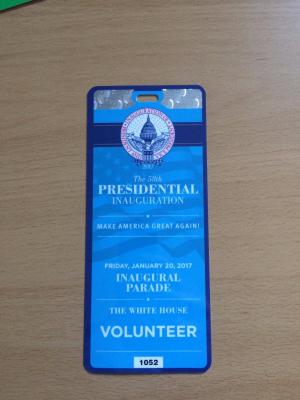 2017
The 58th
PRESIDENTIAL
INAUGURATION
MAKE AMERICA GREAT AGAIN!
FRIDAY, JANUARY 20, 2017
INAUGURAL
PARADE
THE WHITE HOUSE
VOLUNTEER
1052